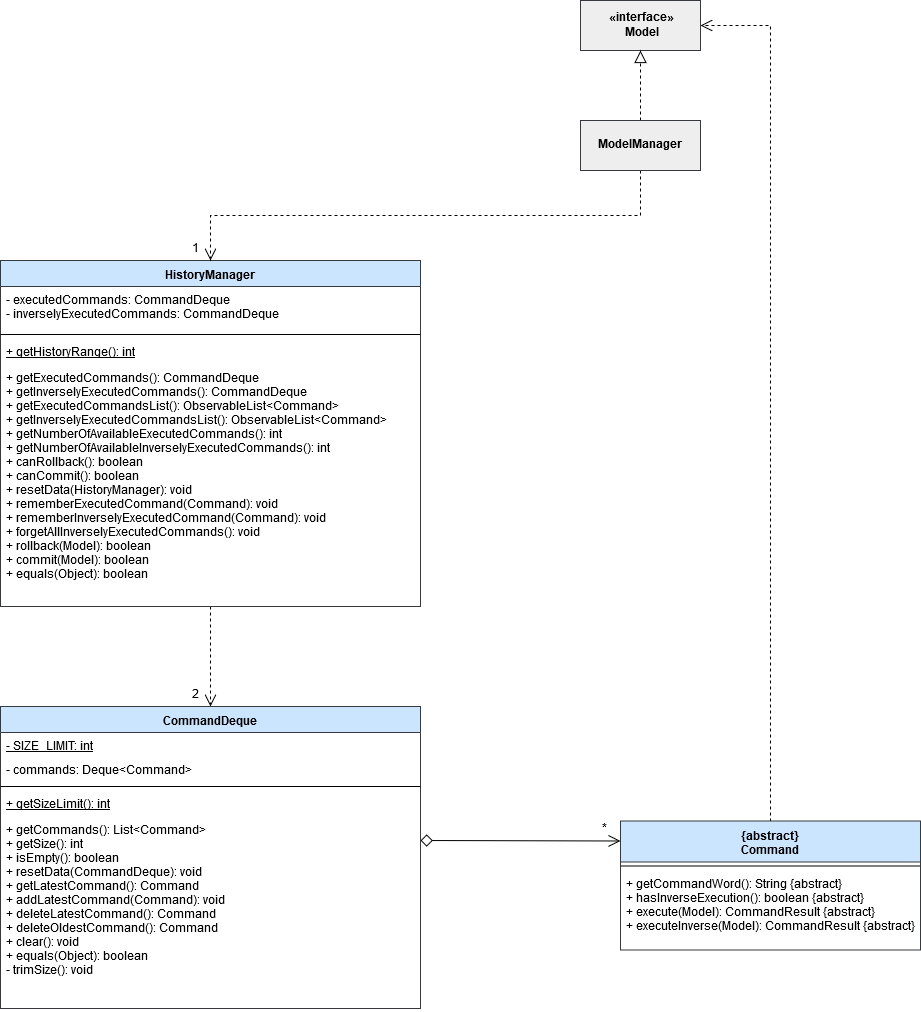 «interface»
Model
ModelManager
1
HistoryManager
- executedCommands: CommandDeque
- inverselyExecutedCommands: CommandDeque
+ getHistoryRange(): int
+ getExecutedCommands(): CommandDeque
+ getInverselyExecutedCommands(): CommandDeque
+ getExecutedCommandsList(): ObservableList<Command>
+ getInverselyExecutedCommandsList(): ObservableList<Command>
+ getNumberOfAvailableExecutedCommands(): int
+ getNumberOfAvailableInverselyExecutedCommands(): int
+ canRollback(): boolean
+ canCommit(): boolean
+ resetData(HistoryManager): void
+ rememberExecutedCommand(Command): void
+ rememberInverselyExecutedCommand(Command): void
+ forgetAllInverselyExecutedCommands(): void
+ rollback(Model): boolean
+ commit(Model): boolean
+ equals(Object): boolean
2
CommandDeque
- SIZE_LIMIT: int
- commands: Deque<Command>
+ getSizeLimit(): int
+ getCommands(): List<Command>
+ getSize(): int
+ isEmpty(): boolean
+ resetData(CommandDeque): void
+ getLatestCommand(): Command
+ addLatestCommand(Command): void
+ deleteLatestCommand(): Command
+ deleteOldestCommand(): Command
+ clear(): void
+ equals(Object): boolean
- trimSize(): void
*
{abstract}
Command
+ getCommandWord(): String {abstract}
+ hasInverseExecution(): boolean {abstract}
+ execute(Model): CommandResult {abstract}
+ executeInverse(Model): CommandResult {abstract}